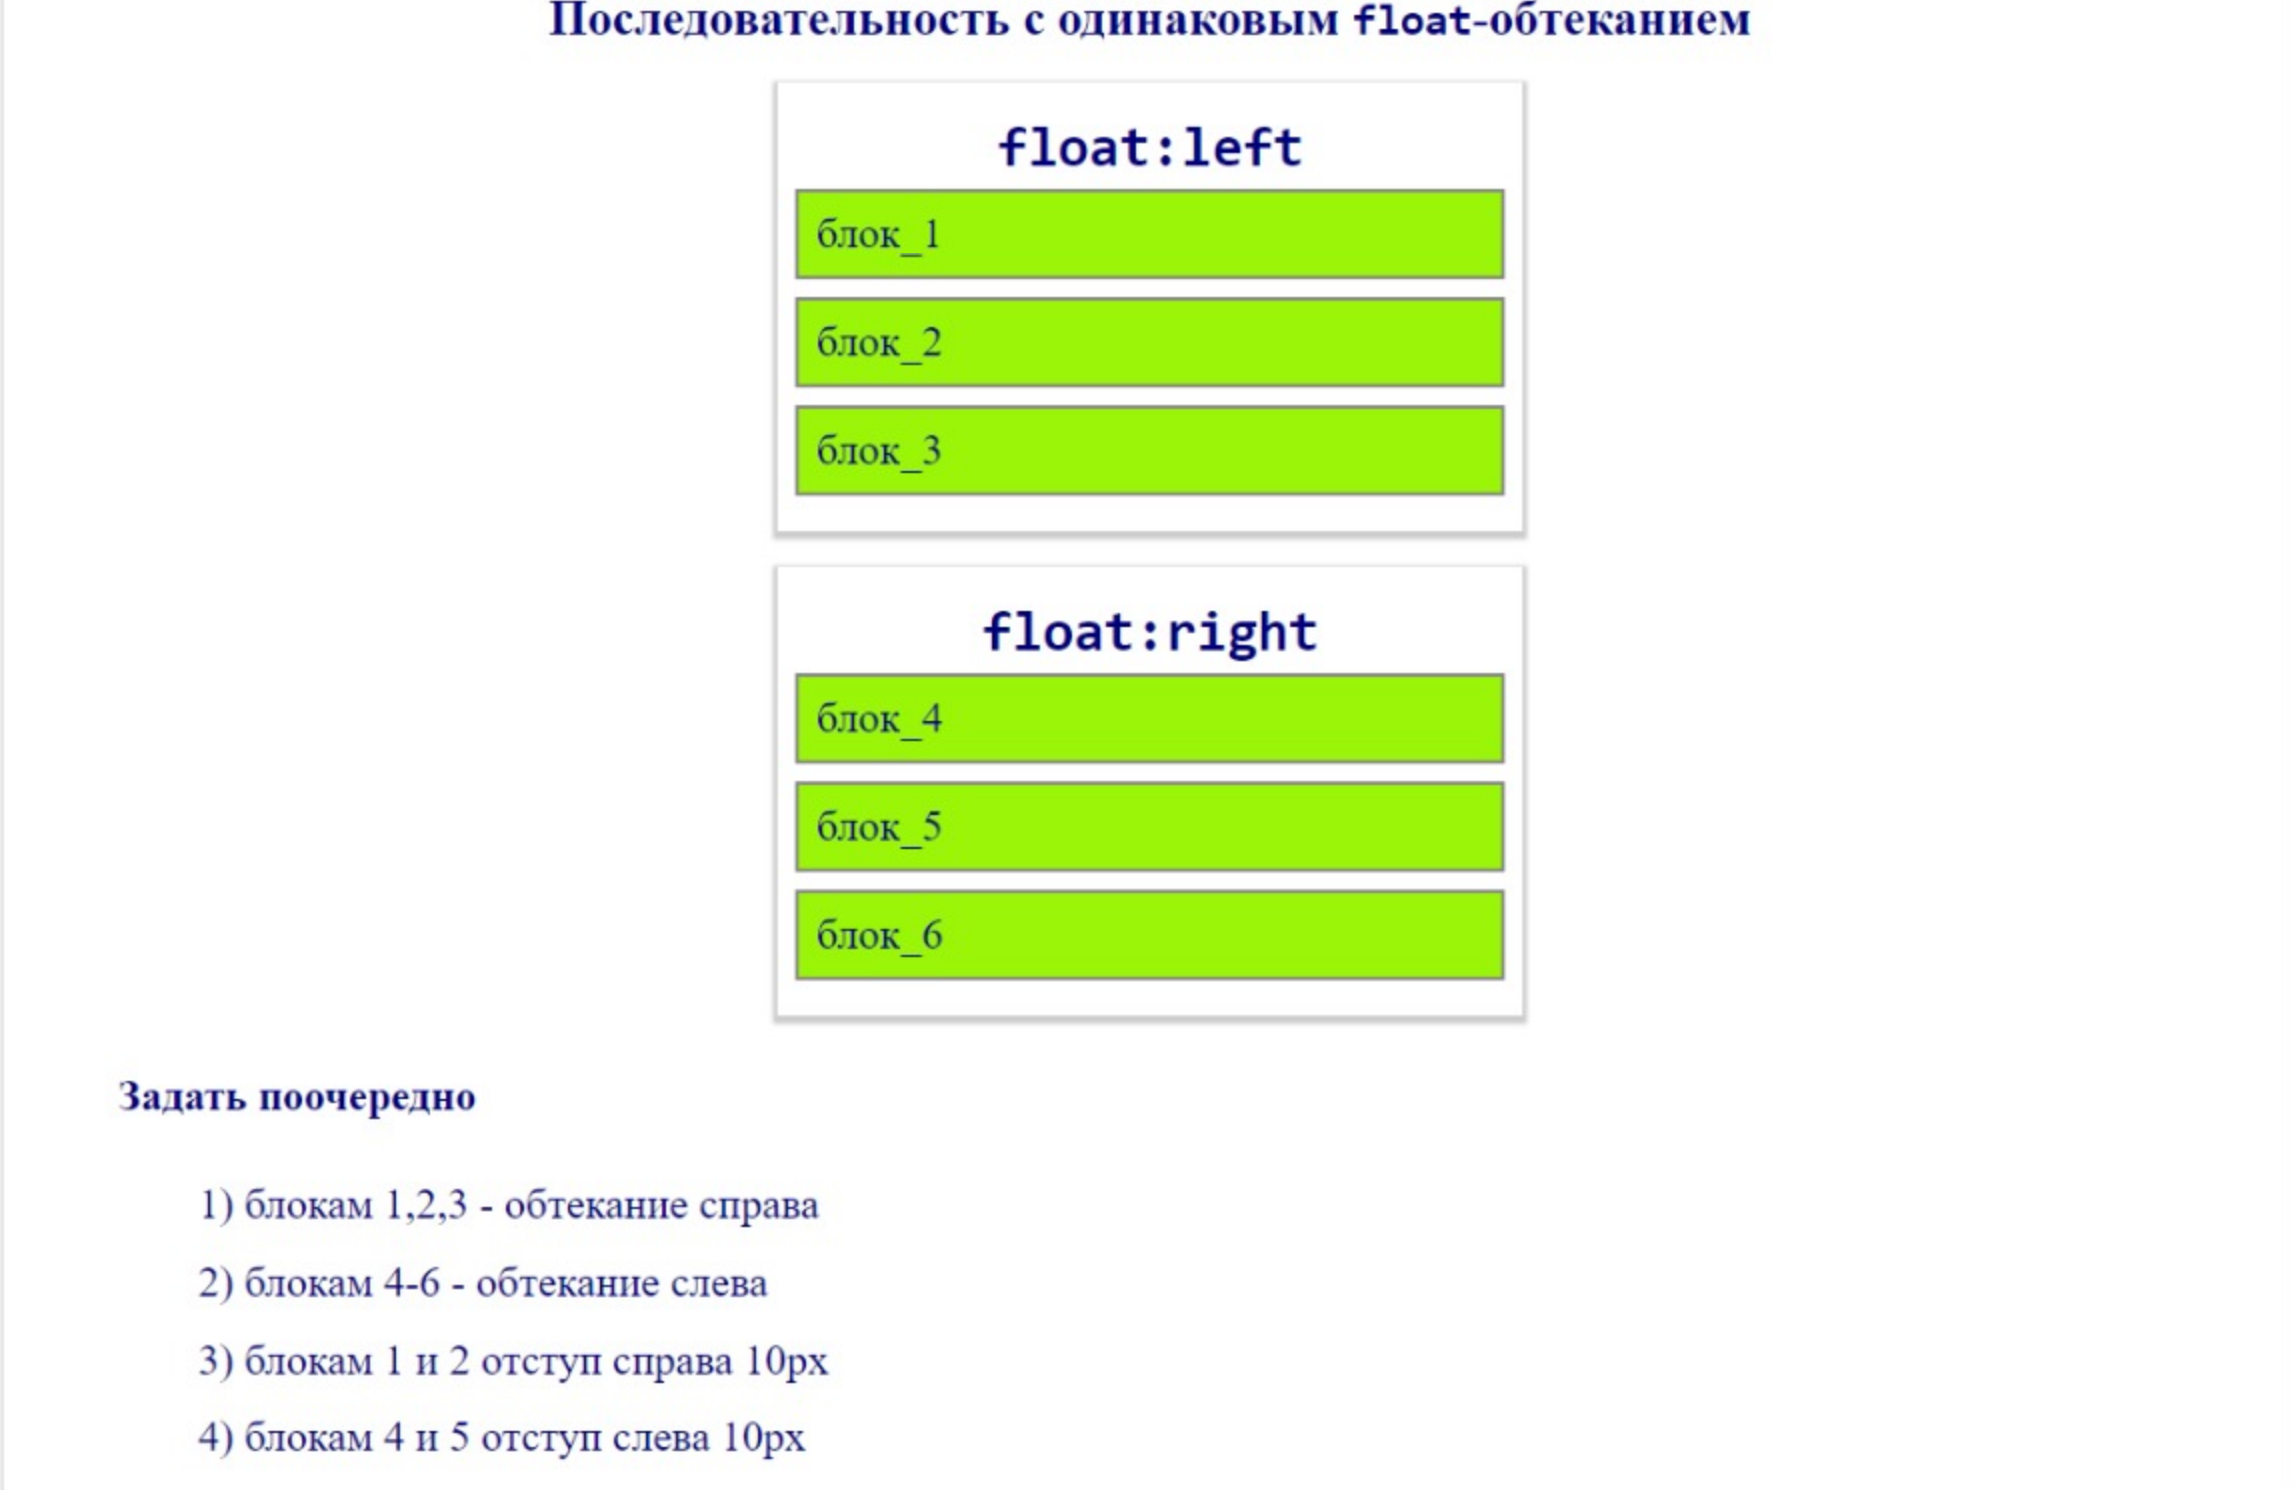 Последовательность с одинаковым float-обтеканием
float:left
блок_1
блок_2
блок_3
float:right
блок_4
блок_5
блок_6
Задать поочередно
1) блокам 1,2,3 - обтекание справа
2) блокам 4-6 - обтекание слева
3) блокам 1 и 2 отступ справа 10px
4) блокам 4 и 5 отступ слева 10px